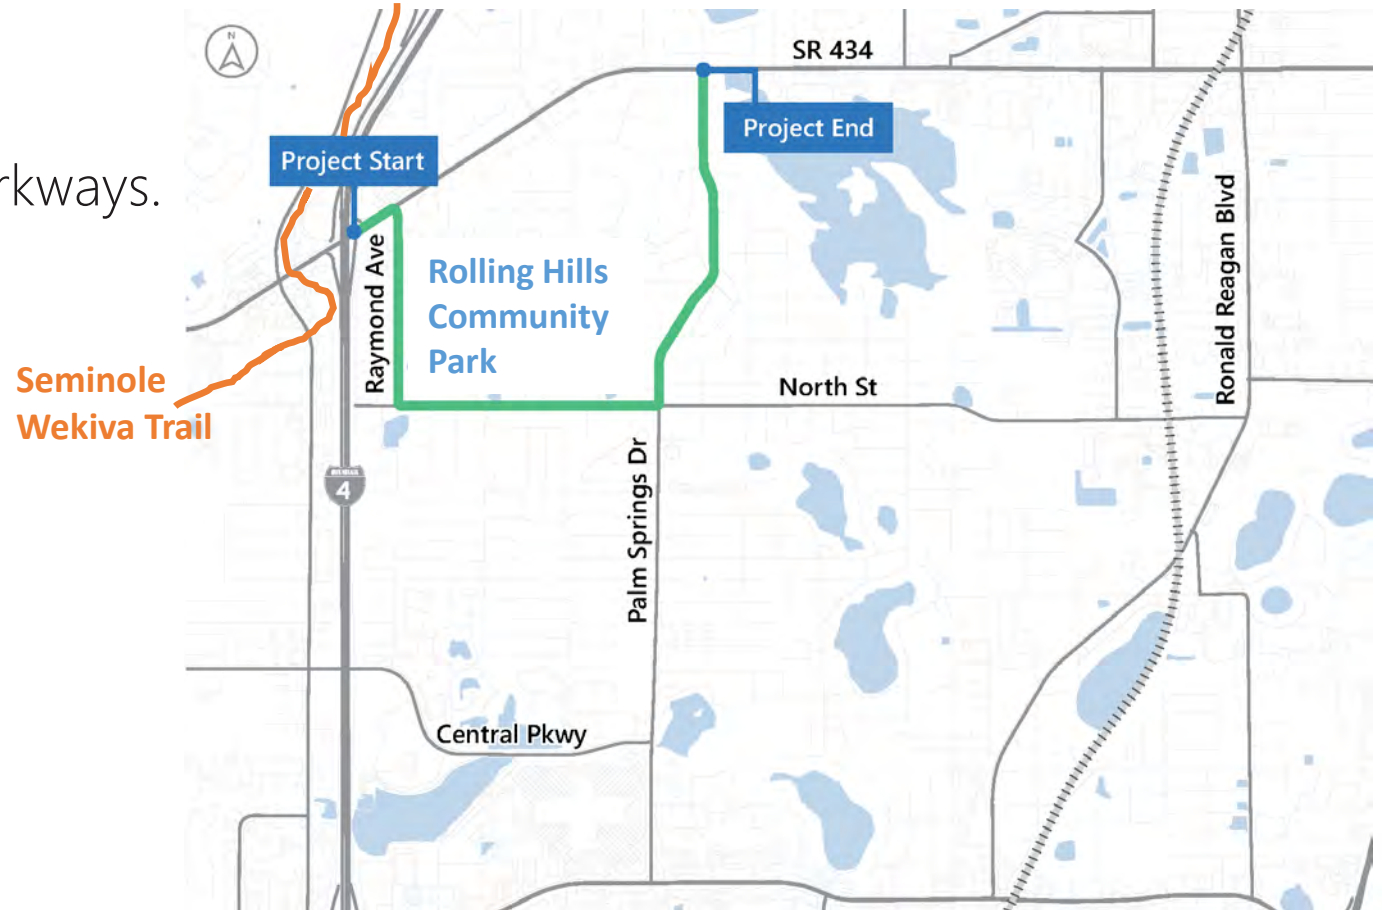 N
SR 434
Project End
Project Start
rkways.
Raymond Ave
Rolling Hills
Community
Park
Ronald Reagan Blvd
Seminole
Wekiva Trail
North St
Palm Springs Dr
4
Central Pkwy